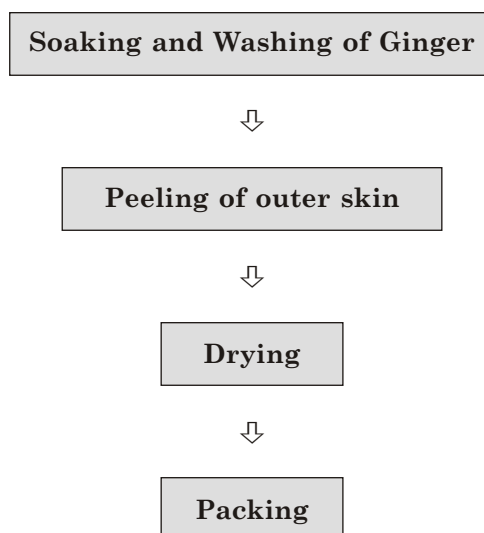 Soaking and Washing of Ginger
Peeling of outer skin
Drying
Packing